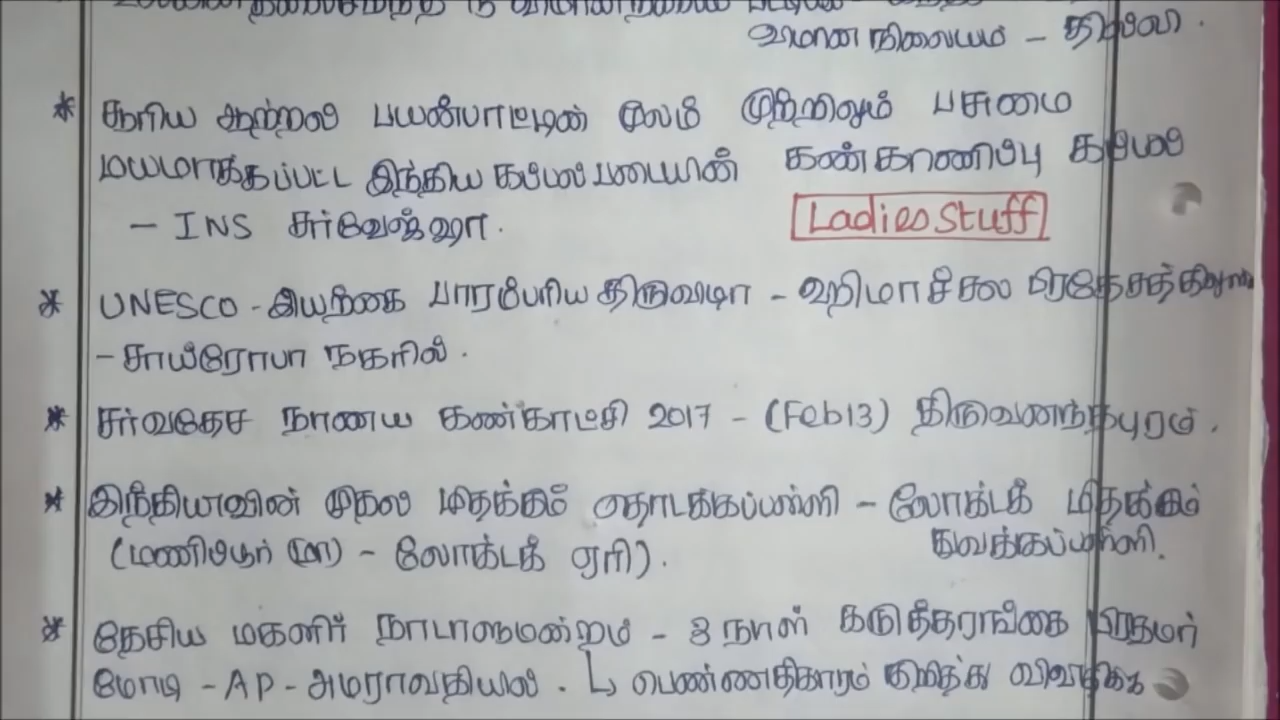 விமான நிலையம் - தில்லி.
* சூரிய ஆற்றல் பயன்பாட்டின் மூலம் முற்றிலும் பசுமை
மயமாக்கப்பட்ட இந்திய கப்பல் படையின் கண்காணிப்பு கப்பல்
- INS சர்வேக்ஷா.
Ladies Stuff
* UNESCO - இயற்கை பாரம்பரிய திருவிழா - ஹிமாச்சல பிரதேசத்திலுள்ள
- சாய்ரோபா நகரில்.
* சர்வதேச நாணய கண்காட்சி 2017 - (Feb 13) திருவனந்தபுரம்.
* இந்தியாவின் முதல் மிதக்கும் தொடக்கப்பள்ளி - லோக்டக் மிதக்கும்
துவக்கப்பள்ளி.
(மணிப்பூர் (மா) - லோக்டக் ஏரி).
* தேசிய மகளிர் நாடாளுமன்றம் - 3 நாள் கருத்தரங்கை பிரதமர்
மோடி - AP - அமராவதியில். ↳ பெண்ணதிகாரம் குறித்து விவாதிக்க